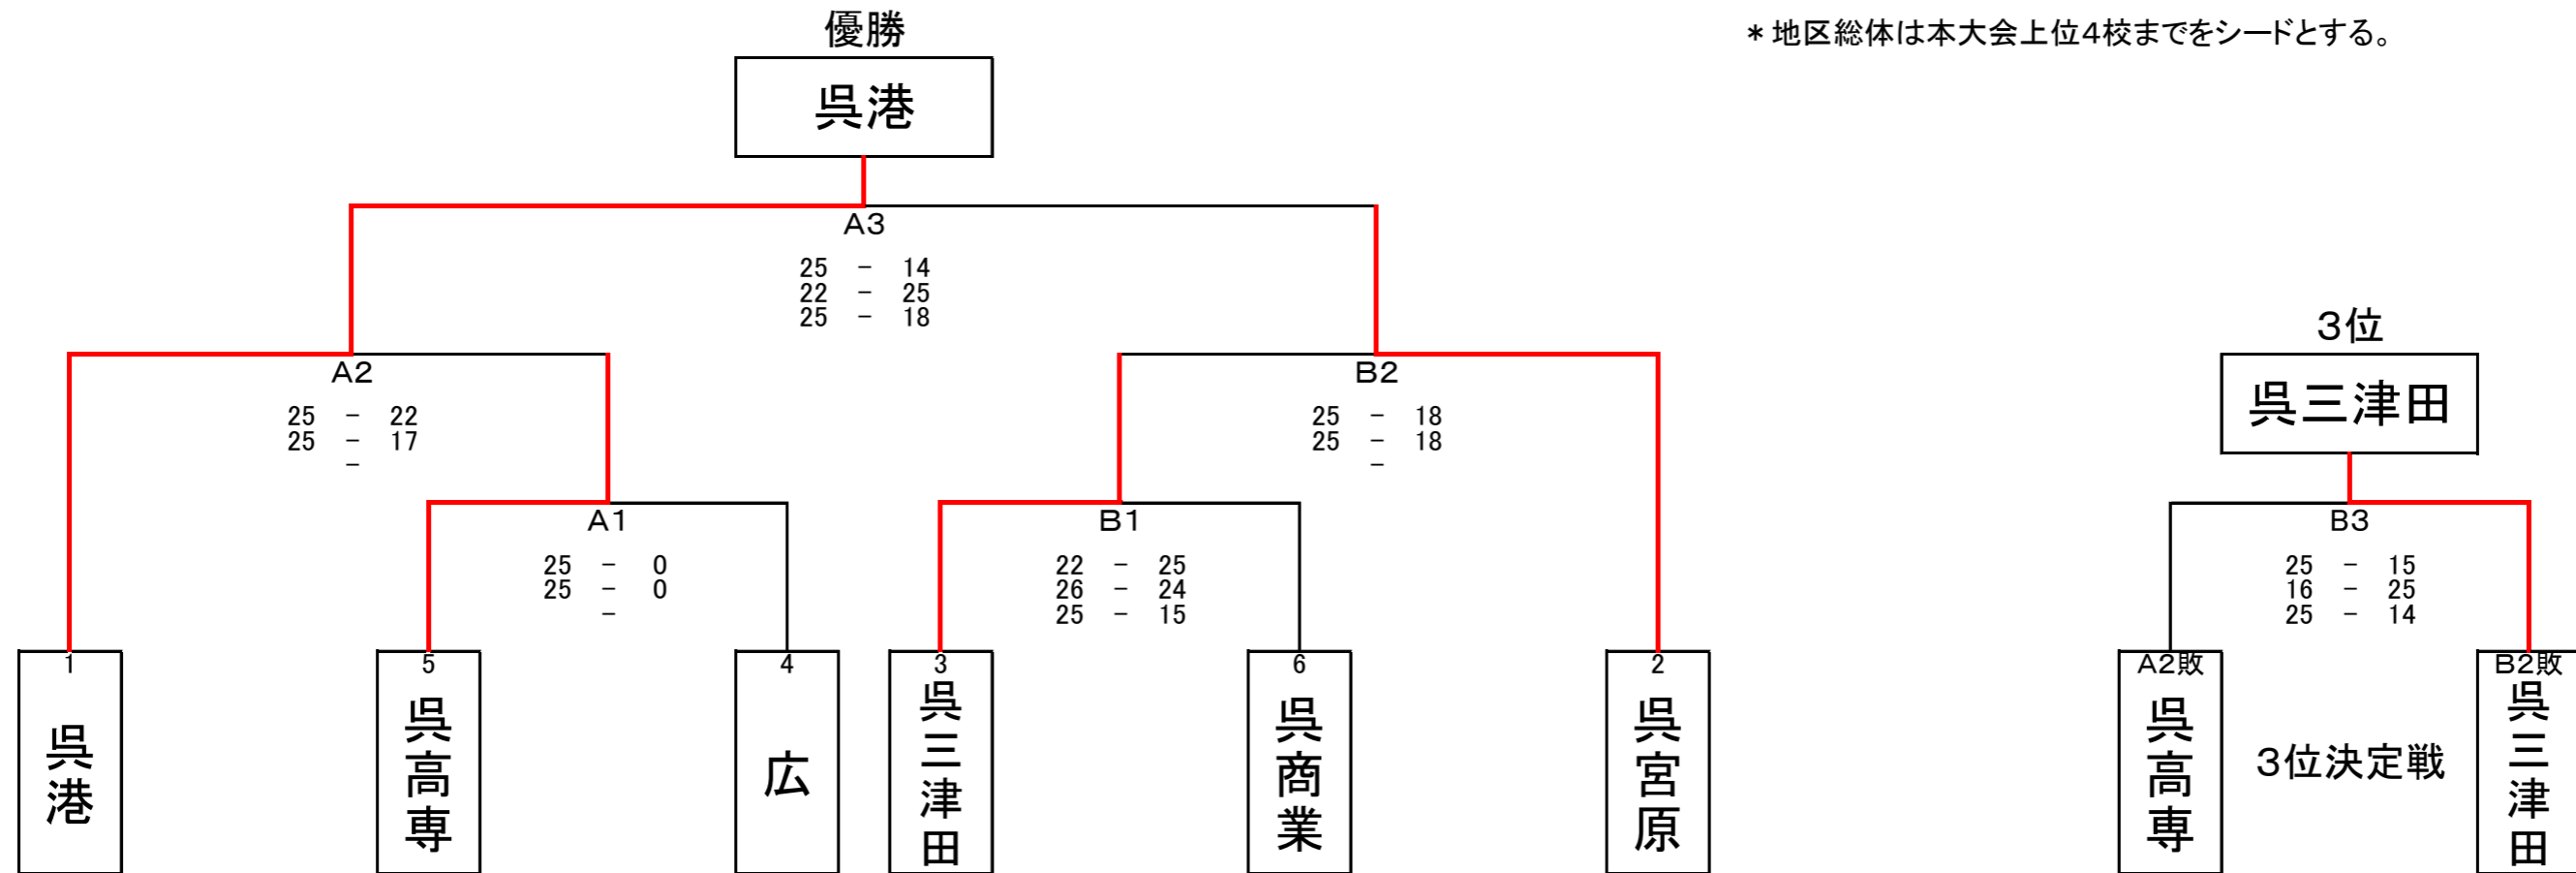 優勝
*地区総体は本大会上位4校までをシードとする。
呉港
A3
25 - 14
22 - 25
25 - 18
3位
呉三津田
A2
25 - 22
25 - 17
-
B2
25 - 18
25 - 18
-
A1
25 - 0
25 - 0
-
B1
22 - 25
26 - 24
25 - 15
B3
25 - 15
16 - 25
25 - 14
1
呉港
5
呉高専
4
広
3
呉三津田
6
呉商業
2
呉宮原
A2敗
呉高専
3位決定戦
B2敗
呉三津田